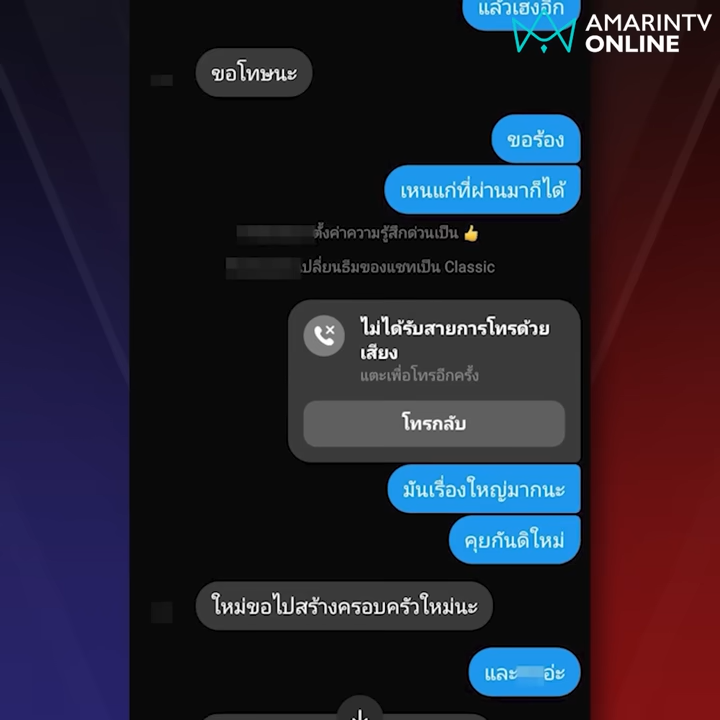 แล้วเฮงอีก
AMARINTV
ONLINE
ขอโทษนะ
ขอร้อง
เหนแก่ที่ผ่านมาก็ได้
ตั้งค่าความรู้สึกด่วนเป็น 👍
เปลี่ยนธีมของแชทเป็น Classic
ไม่ได้รับสายการโทรด้วย
เสียง
แตะเพื่อโทรอีกครั้ง
โทรกลับ
มันเรื่องใหญ่มากนะ
คุยกันดิใหม่
ใหม่ขอไปสร้างครอบครัวใหม่นะ
และ อ่ะ